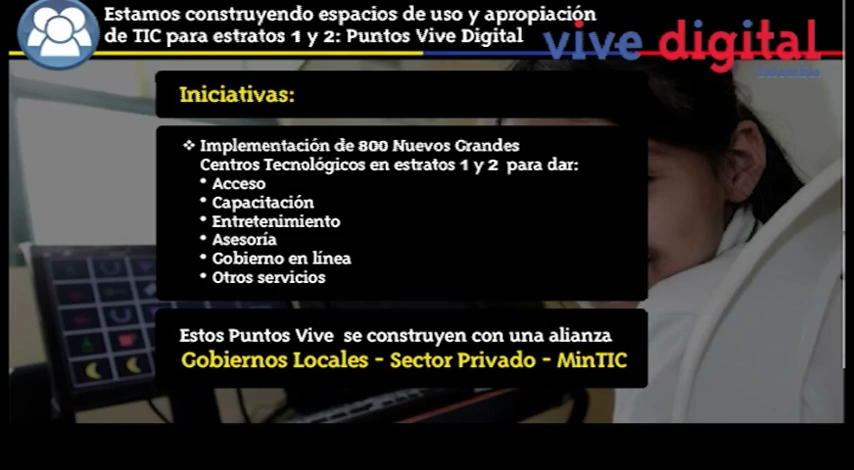 Estamos construyendo espacios de uso y apropiación
de TIC para estratos 1 y 2: Puntos Vive Digital
vive digital
Iniciativas:
❖ Implementación de 800 Nuevos Grandes
Centros Tecnológicos en estratos 1 y 2 para dar:
• Acceso
• Capacitación
• Entretenimiento
• Asesoría
• Gobierno en línea
• Otros servicios
Estos Puntos Vive se construyen con una alianza
Gobiernos Locales - Sector Privado - MinTIC